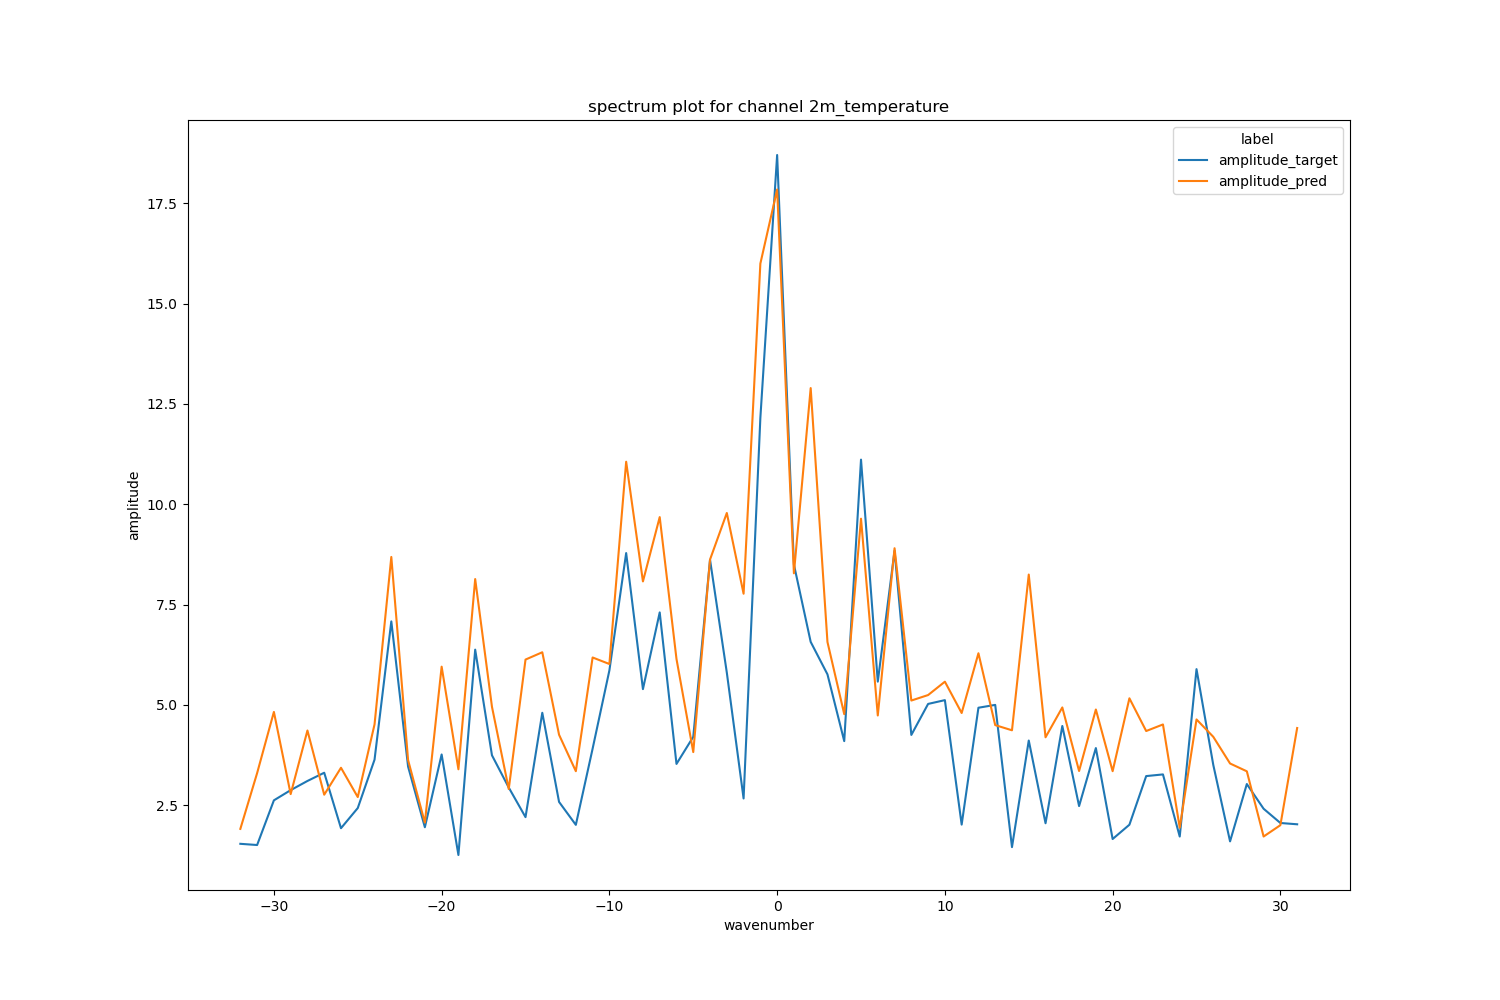 spectrum plot for channel 2m_temperature
label
amplitude_target
amplitude_pred
17.5
15.0
12.5
10.0
7.5
5.0
2.5
amplitude
−30
−20
−10
0
10
20
30
wavenumber